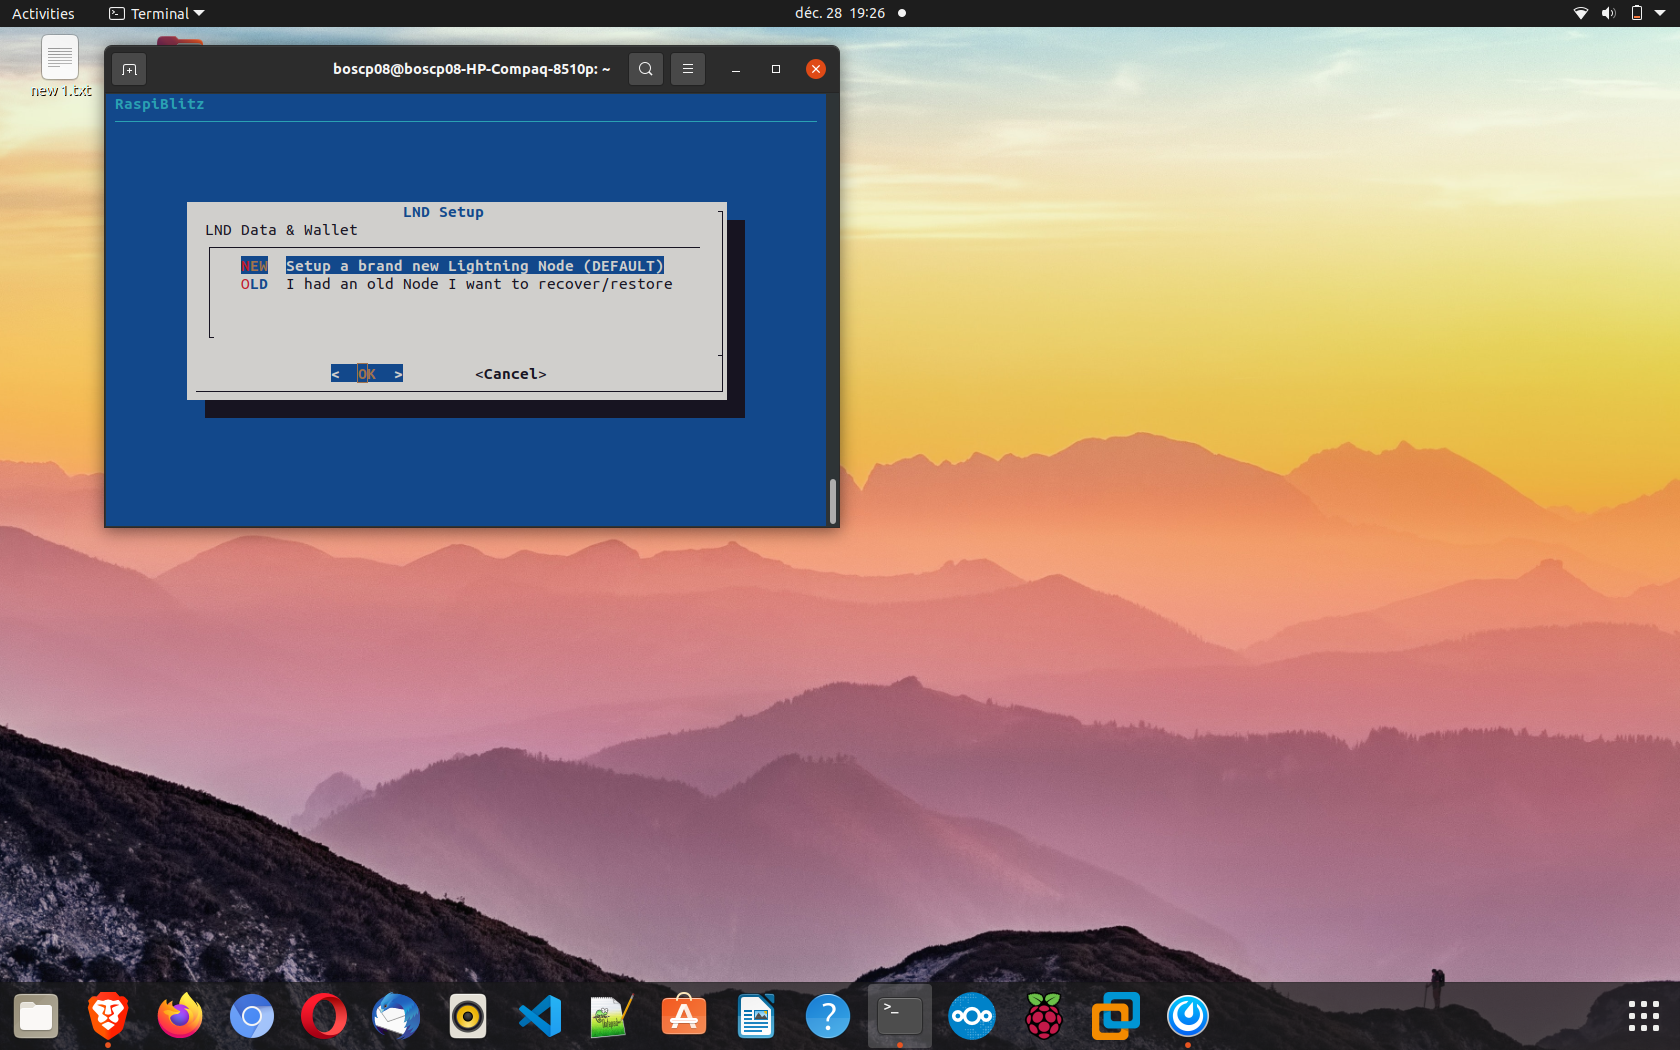 Activities
Terminal
déc. 28 19:26
new 1.txt
boscp08@boscp08-HP-Compaq-8510p: ~
RaspiBlitz
LND Setup
LND Data & Wallet
NEW Setup a brand new Lightning Node (DEFAULT)
OLD I had an old Node I want to recover/restore
< OK > <Cancel>